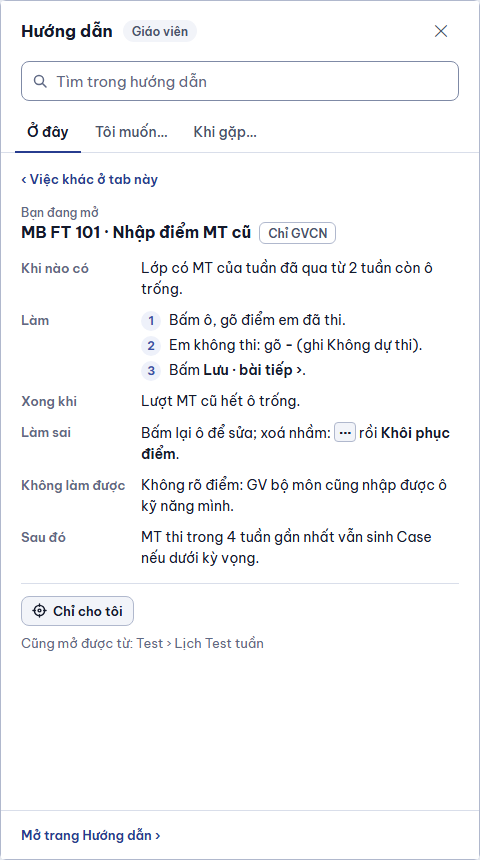 Hướng dẫn Giáo viên
Tìm trong hướng dẫn
Ở đây Tôi muốn... Khi gặp...
‹ Việc khác ở tab này
Bạn đang mở
MB FT 101 · Nhập điểm MT cũ Chỉ GVCN
Khi nào có Lớp có MT của tuần đã qua từ 2 tuần còn ô
trống.
Làm 1 Bấm ô, gõ điểm em đã thi.
2 Em không thi: gõ - (ghi Không dự thi).
3 Bấm Lưu · bài tiếp ›.
Xong khi Lượt MT cũ hết ô trống.
Làm sai Bấm lại ô để sửa; xoá nhầm: ··· rồi Khôi phục
điểm.
Không làm được Không rõ điểm: GV bộ môn cũng nhập được ô
kỹ năng mình.
Sau đó MT thi trong 4 tuần gần nhất vẫn sinh Case
nếu dưới kỳ vọng.
Chỉ cho tôi
Cũng mở được từ: Test › Lịch Test tuần
Mở trang Hướng dẫn ›